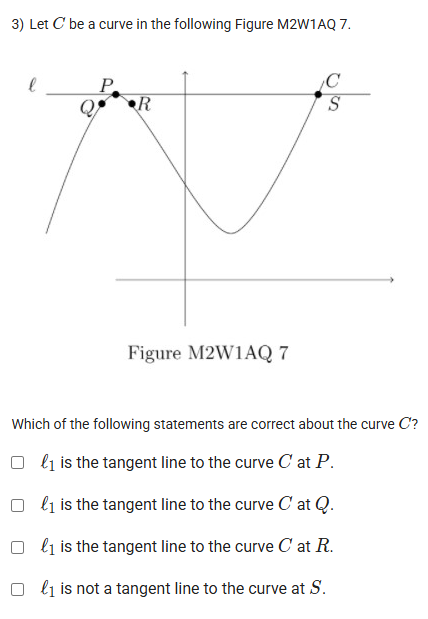 3) Let C be a curve in the following Figure M2W1AQ 7.
ℓ P C
Q R S
Figure M2W1AQ 7
Which of the following statements are correct about the curve C?
ℓ₁ is the tangent line to the curve C at P.
ℓ₁ is the tangent line to the curve C at Q.
ℓ₁ is the tangent line to the curve C at R.
ℓ₁ is not a tangent line to the curve at S.